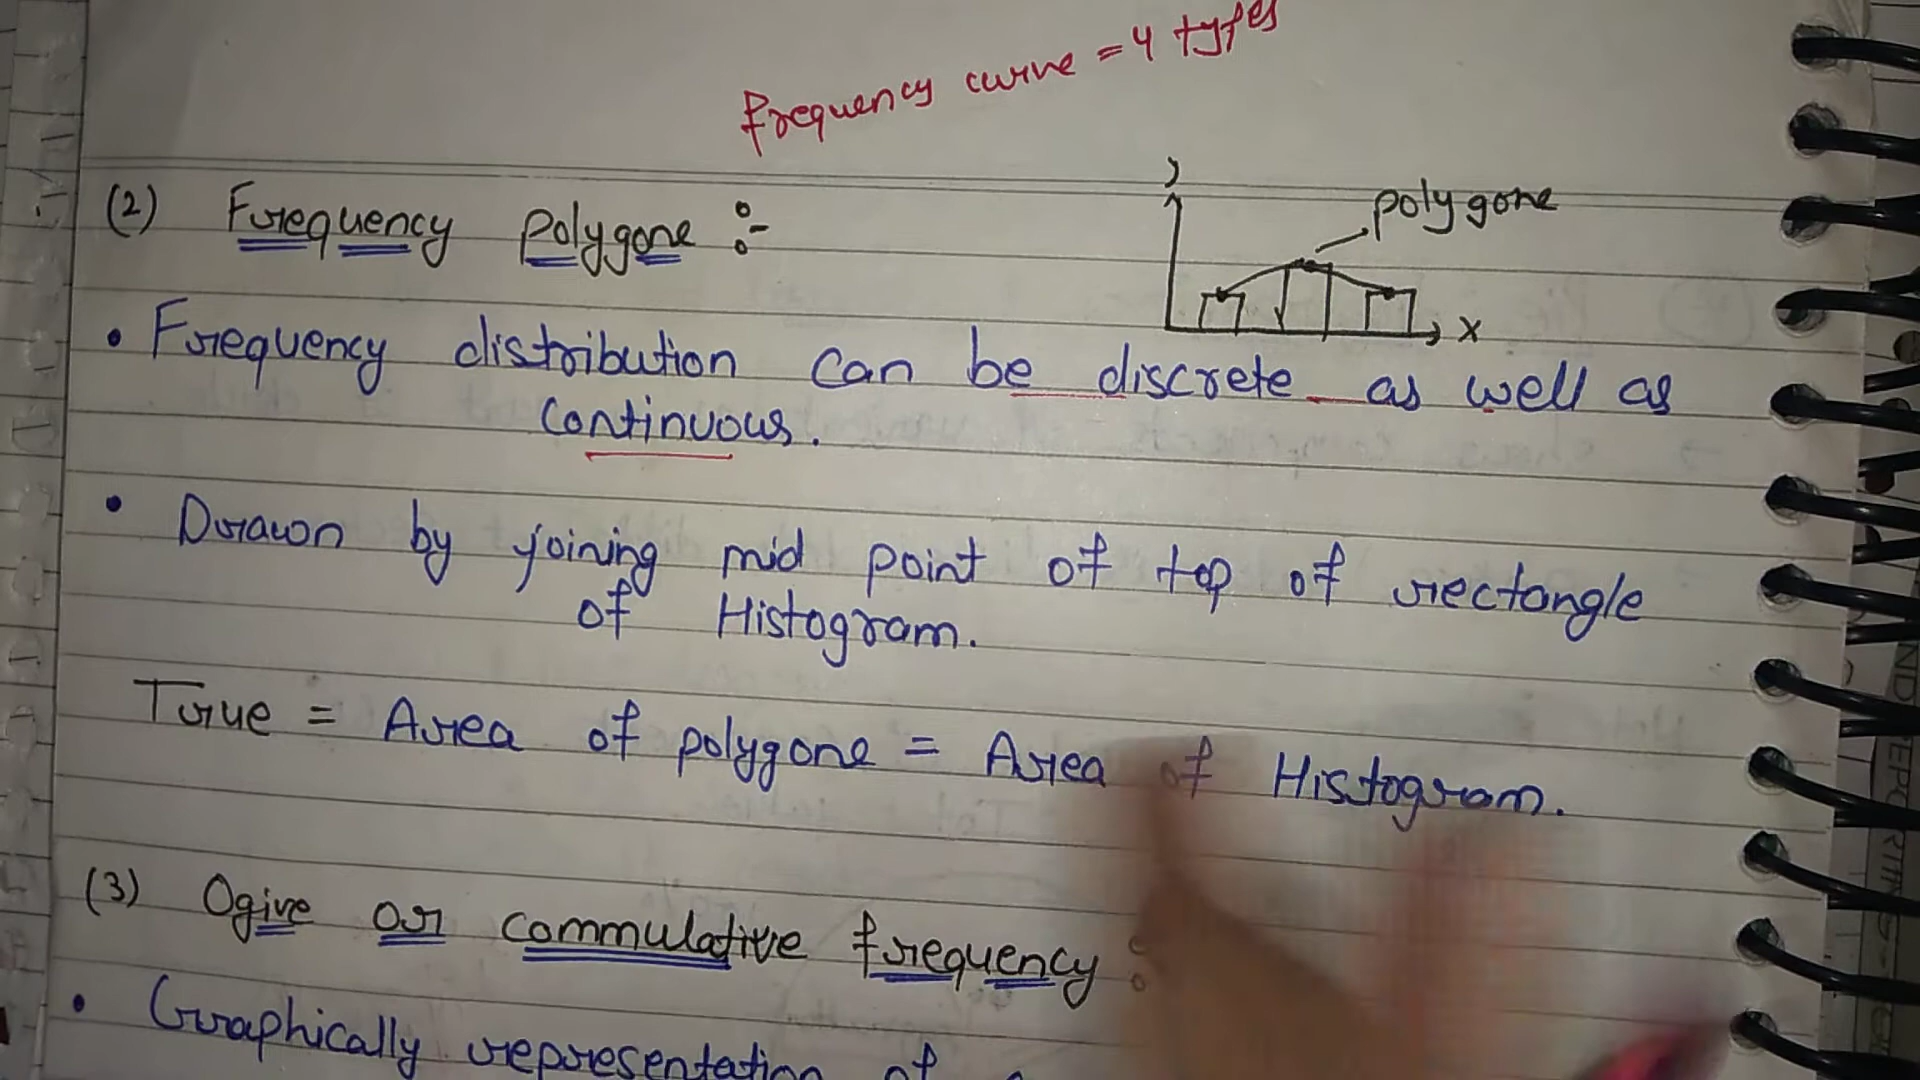 frequency curve = 4 types
(2) Frequency polygone :-
polygone
x
• Frequency distribution can be discrete as well as
continuous.
• Drawn by joining mid point of top of rectangle
of Histogram.
True = Area of polygone = Area of Histogram.
(3) Ogive or commulative frequency :
• Graphically representation of